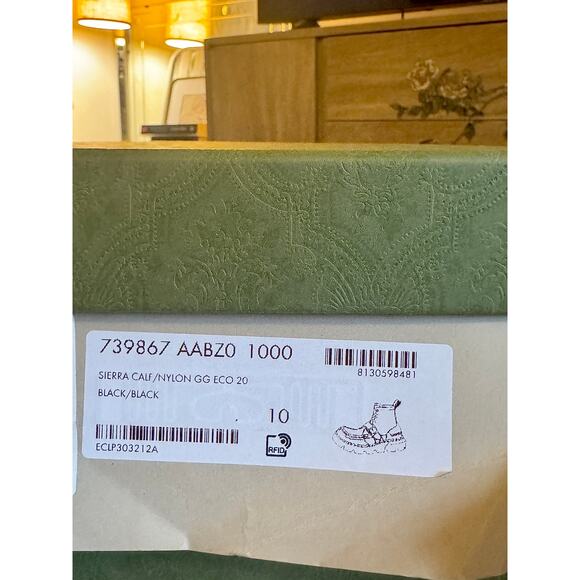 739867 AABZ0 1000
8130598481
SIERRA CALF/NYLON GG ECO 20
BLACK/BLACK
10
ECLP303212A
RFID